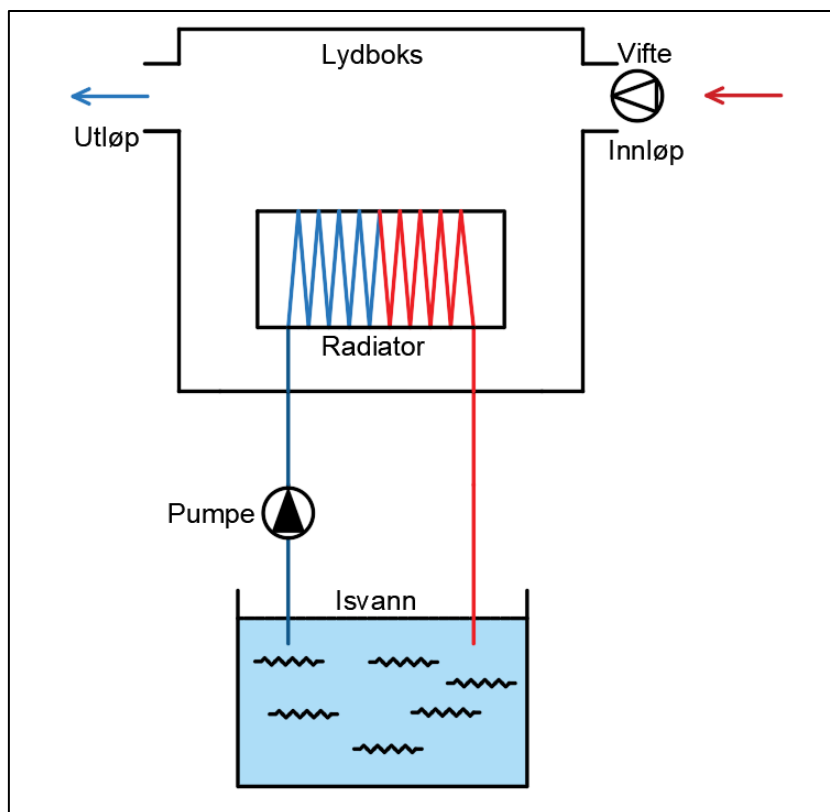 Lydboks
Vifte
Utløp
Innløp
Radiator
Pumpe
Isvann